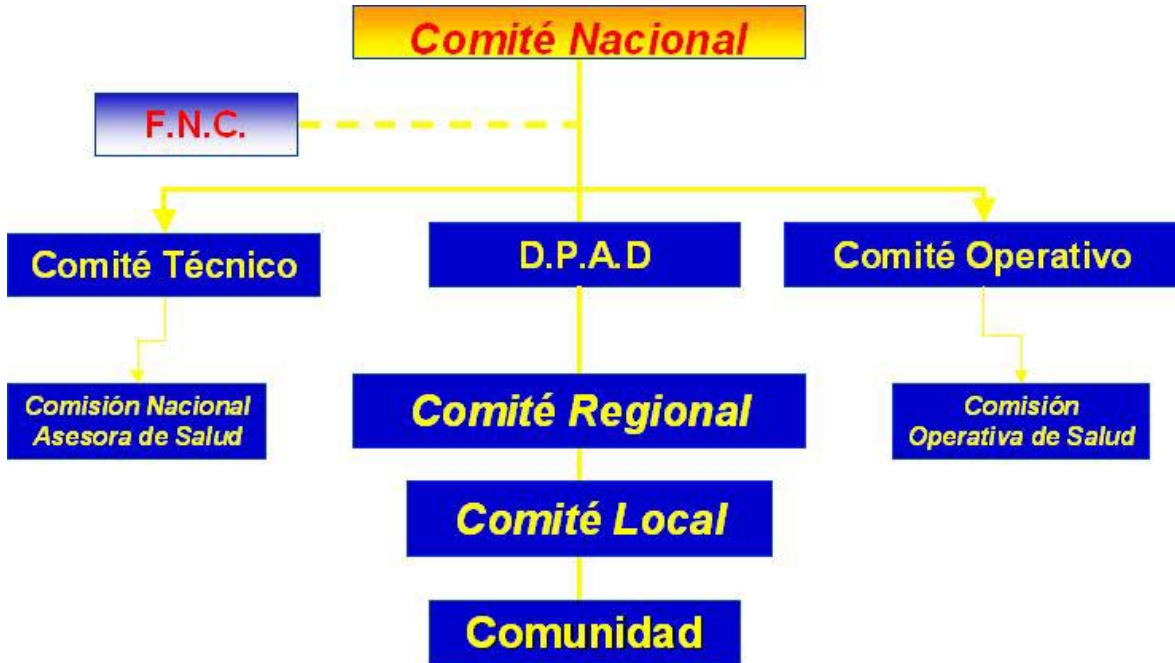 Comité Nacional
F.N.C.
Comité Técnico
D.P.A.D
Comité Operativo
Comisión Nacional
Asesora de Salud
Comité Regional
Comisión
Operativa de Salud
Comité Local
Comunidad